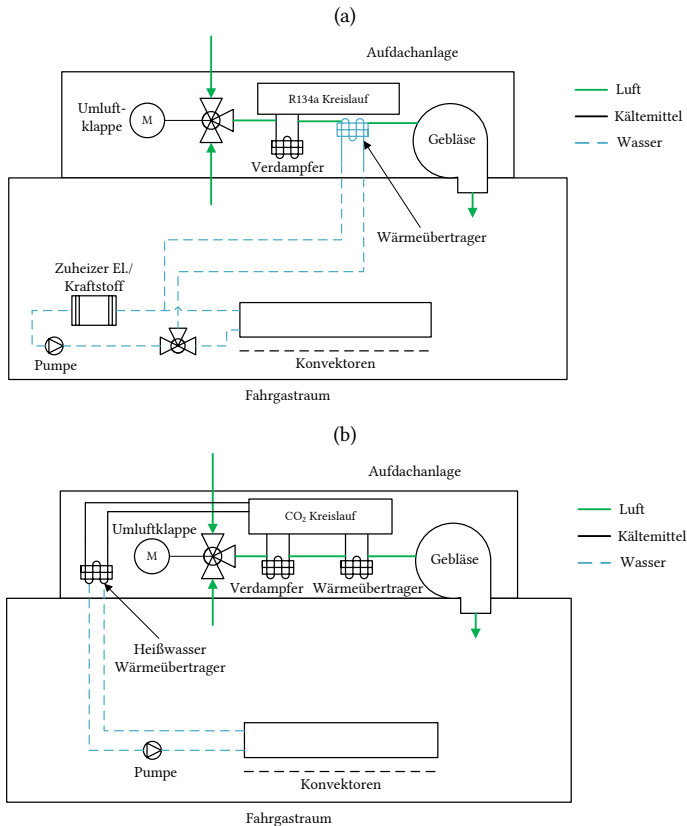 (a)
Aufdachanlage
Umluft-
klappe
M
R134a Kreislauf
Verdampfer
Gebläse
Luft
Kältemittel
Wasser
Wärmeübertrager
Zuheizer El./
Kraftstoff
Pumpe
Konvektoren
Fahrgastraum
(b)
Aufdachanlage
Umluftklappe
M
CO₂ Kreislauf
Verdampfer
Wärmeübertrager
Gebläse
Luft
Kältemittel
Wasser
Heißwasser
Wärmeübertrager
Pumpe
Konvektoren
Fahrgastraum